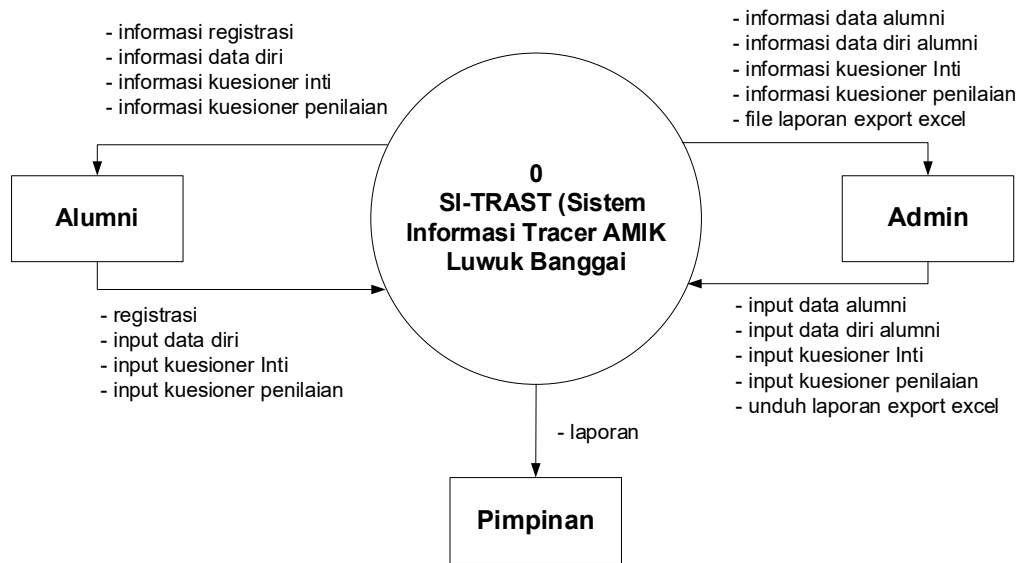 - informasi registrasi
- informasi data diri
- informasi kuesioner inti
- informasi kuesioner penilaian
- informasi data alumni
- informasi data diri alumni
- informasi kuesioner Inti
- informasi kuesioner penilaian
- file laporan export excel
Alumni
0
SI-TRAST (Sistem
Informasi Tracer AMIK
Luwuk Banggai
Admin
- registrasi
- input data diri
- input kuesioner Inti
- input kuesioner penilaian
- input data alumni
- input data diri alumni
- input kuesioner Inti
- input kuesioner penilaian
- unduh laporan export excel
- laporan
Pimpinan